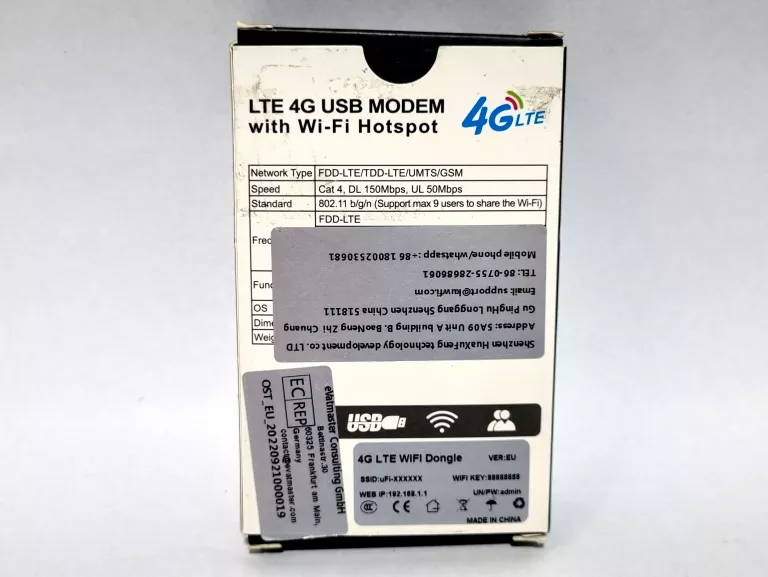 LTE 4G USB MODEM
with Wi-Fi Hotspot
4G LTE
Network Type FDD-LTE/TDD-LTE/UMTS/GSM
Speed Cat 4, DL 150Mbps, UL 50Mbps
Standard 802.11 b/g/n (Support max 9 users to share the Wi-Fi)
FDD-LTE
OS
Shenzhen HuaXuFeng technology development co. LTD
Address: 5A09 Unit A building B. BaoNeng Zhi Chuang
Gu PingHu Longgang Shenzhen China 518111
Email: support@kuwfi.com
TEL: 86-0755-28686061
Mobile phone/whatsapp :+86 18002530681
USB
eVatmaster Consulting GmbH
Bettinastr.30
60325 Frankfurt am Main,
Germany
contact@evatmaster.com
EC REP
OST_EU_20220921000019
4G LTE WIFI Dongle VER:EU
SSID:uFi-XXXXXX WIFI KEY:88888888
WEB IP:192.168.1.1 UN/PW:admin
CE
MADE IN CHINA